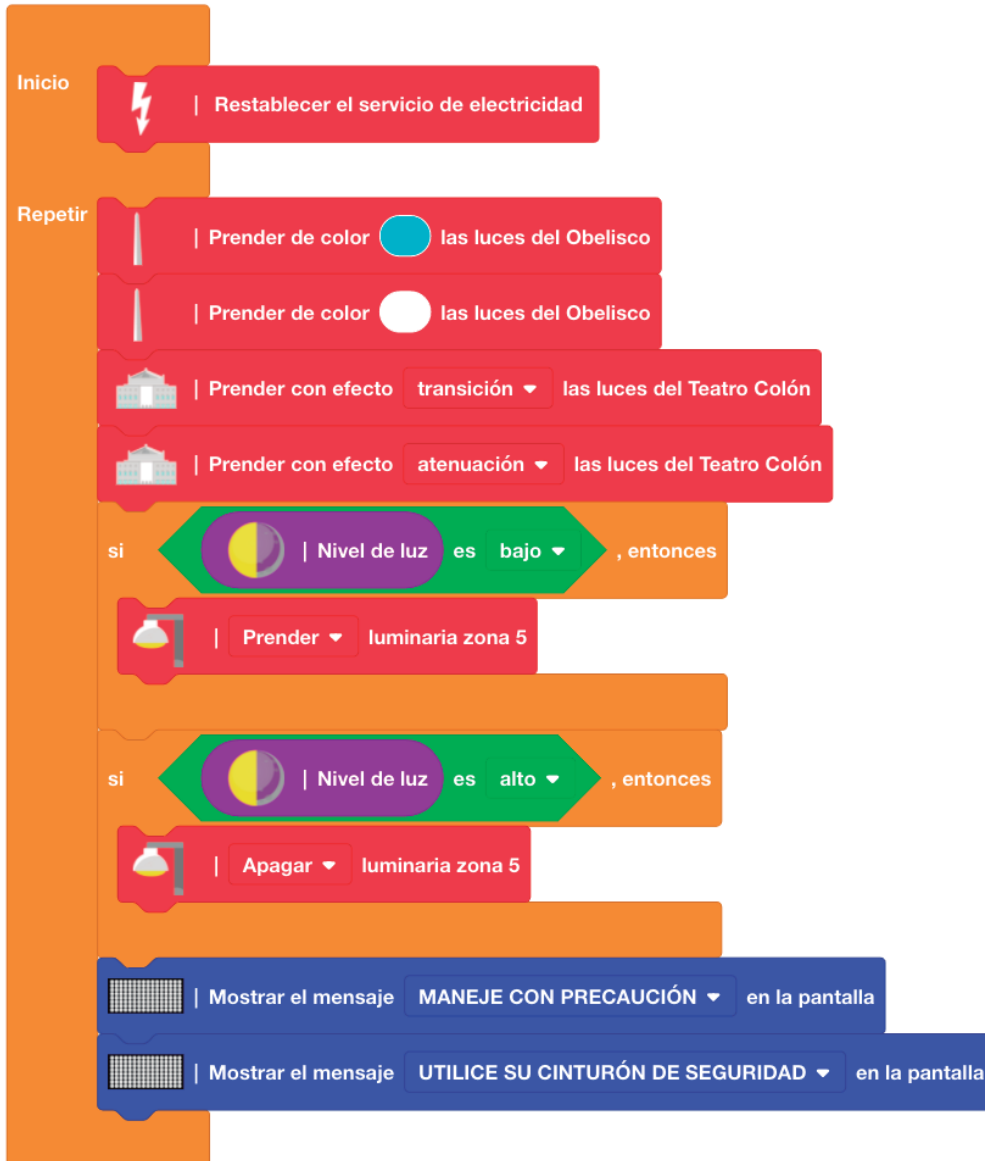 Inicio
| Restablecer el servicio de electricidad
Repetir
| Prender de color las luces del Obelisco
| Prender de color las luces del Obelisco
| Prender con efecto transición las luces del Teatro Colón
| Prender con efecto atenuación las luces del Teatro Colón
si | Nivel de luz es bajo , entonces
| Prender luminaria zona 5
si | Nivel de luz es alto , entonces
| Apagar luminaria zona 5
| Mostrar el mensaje MANEJE CON PRECAUCIÓN en la pantalla
| Mostrar el mensaje UTILICE SU CINTURÓN DE SEGURIDAD en la pantalla